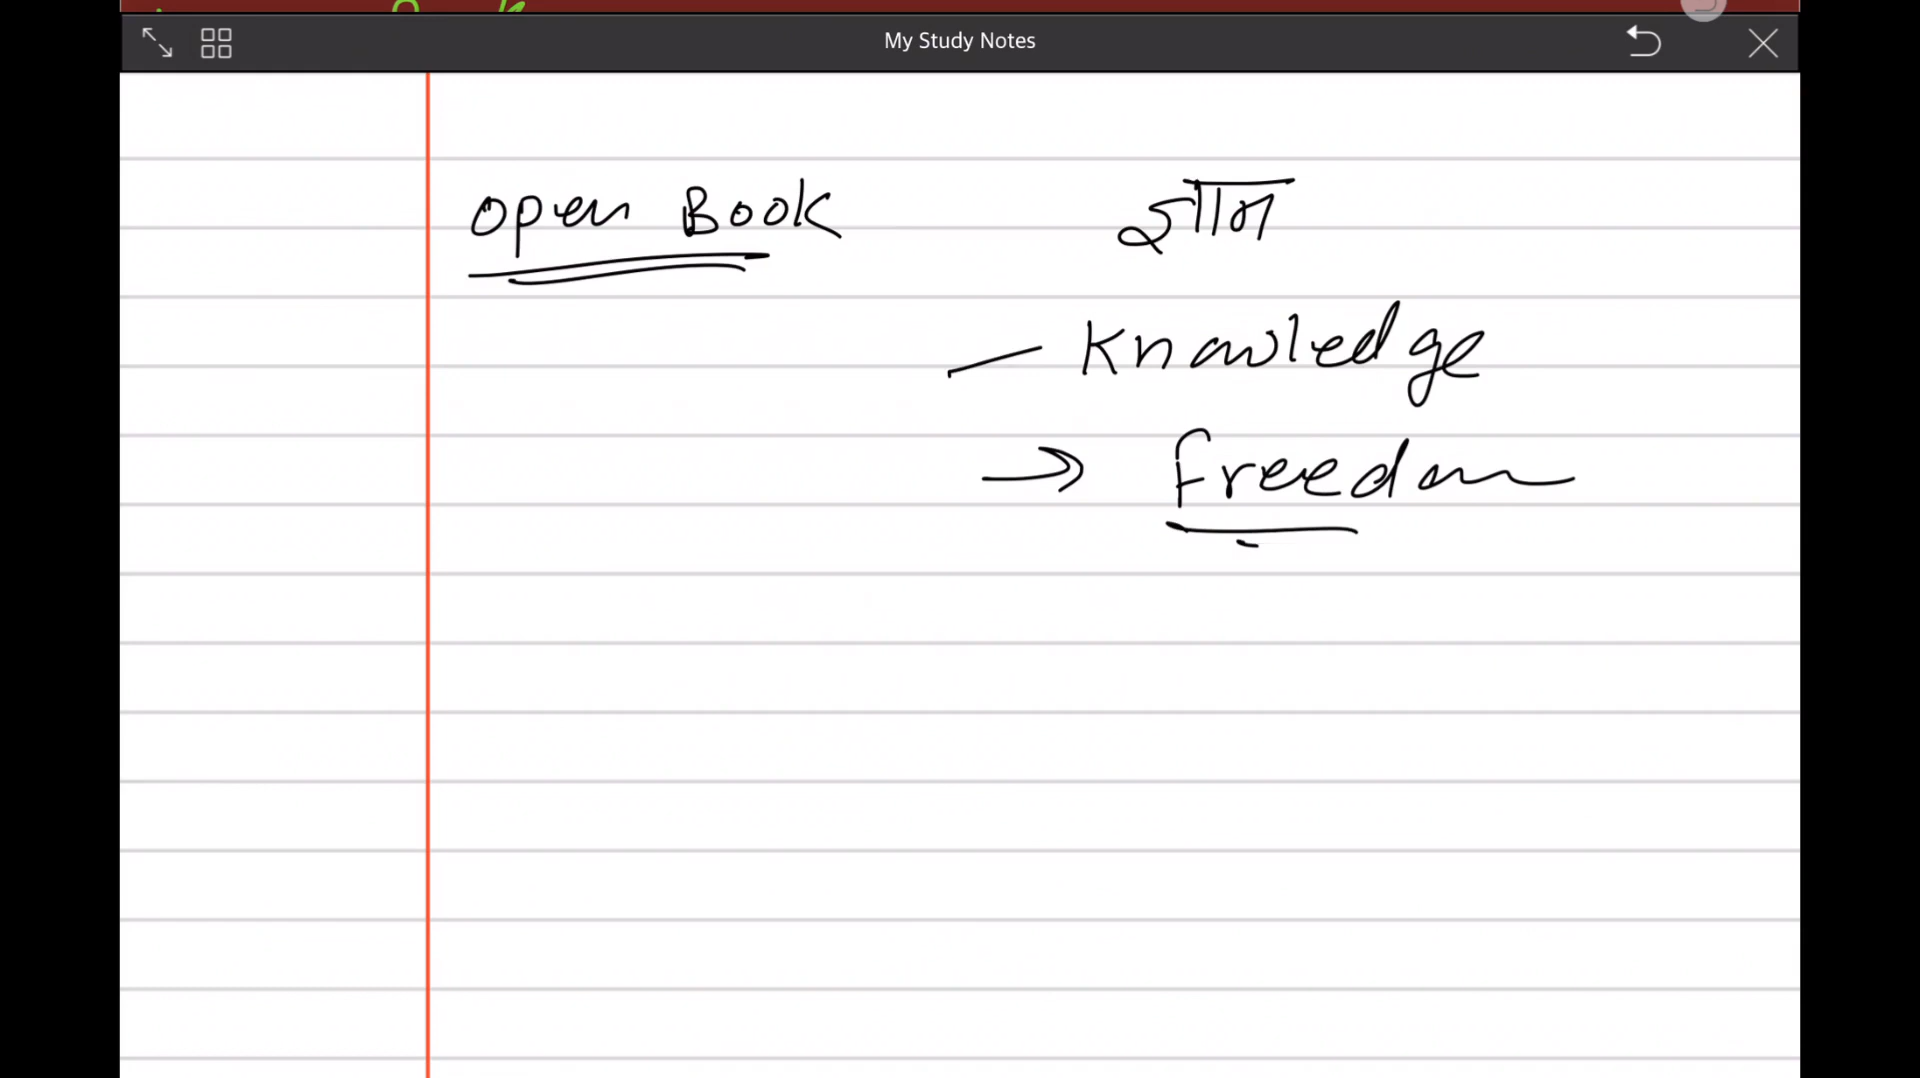 My Study Notes
open Book
জ্ঞান
— Knowledge
→ Freedom